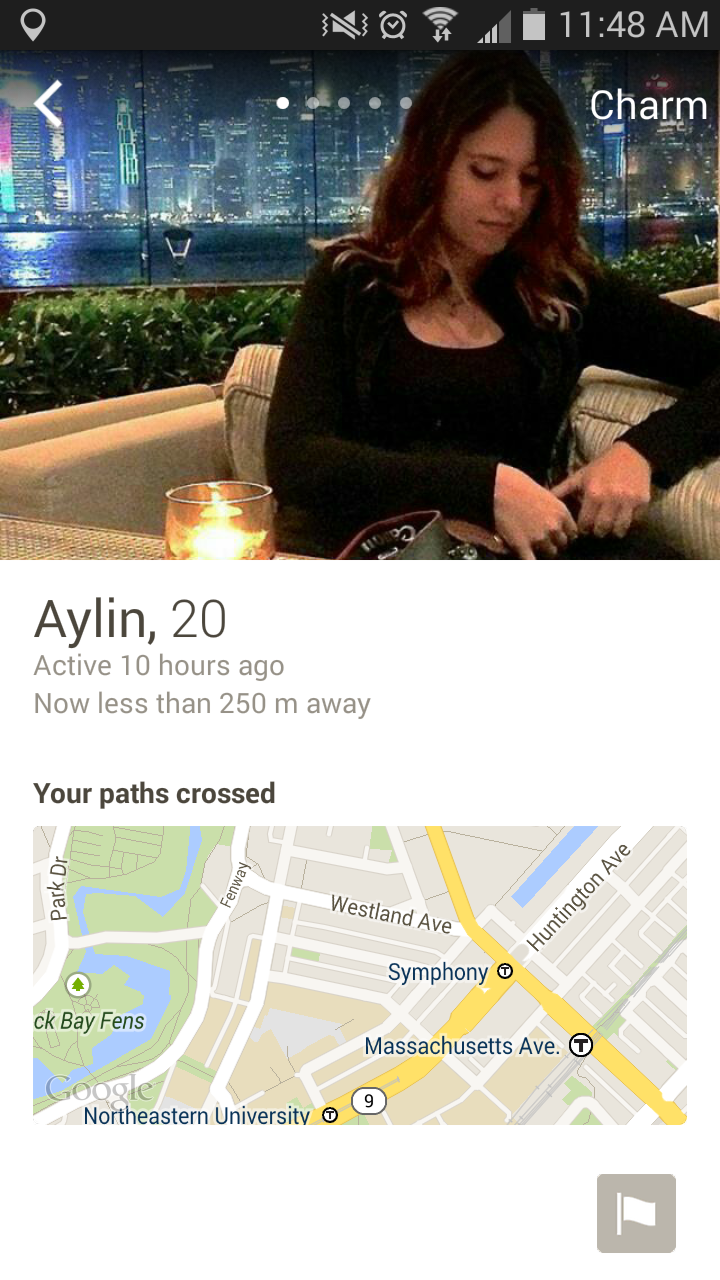 11:48 AM
Charm
Aylin, 20
Active 10 hours ago
Now less than 250 m away
Your paths crossed
Park Dr
Fenway
Westland Ave
Huntington Ave
Symphony T
ck Bay Fens
Massachusetts Ave. T
Google
9
Northeastern University T